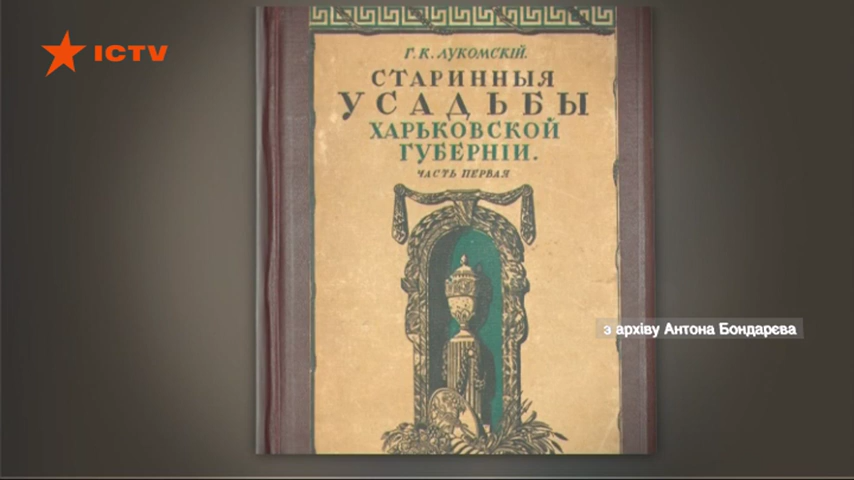 ICTV
Г. К. ЛУКОМСКІЙ.
СТАРИННЫЯ
УСАДЬБЫ
ХАРЬКОВСКОЙ
ГУБЕРНІИ.
ЧАСТЬ ПЕРВАЯ
з архіву Антона Бондарєва